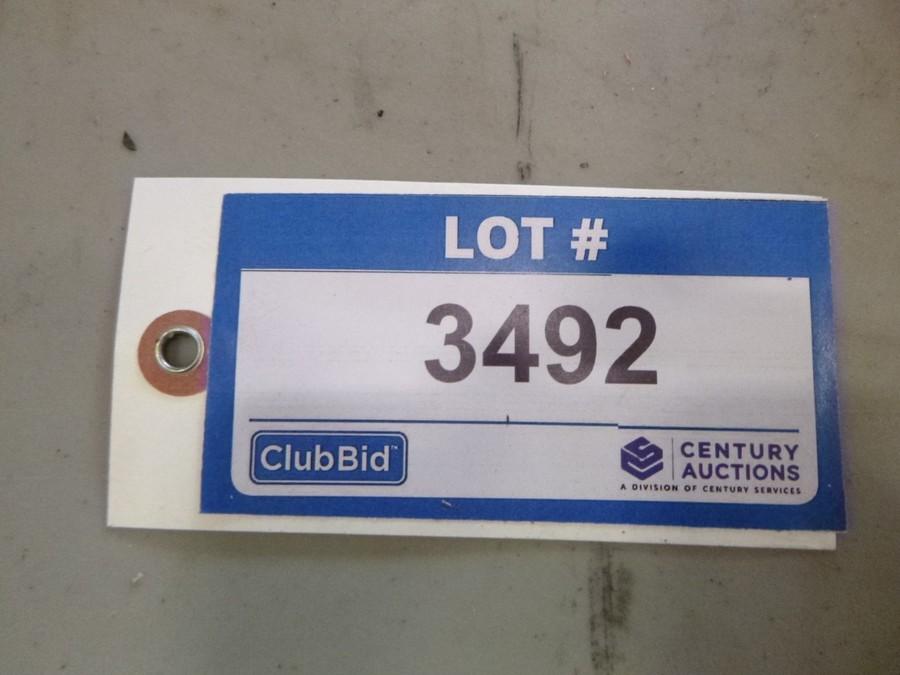 LOT #
3492
ClubBid™
CENTURY
AUCTIONS
A DIVISION OF CENTURY SERVICES